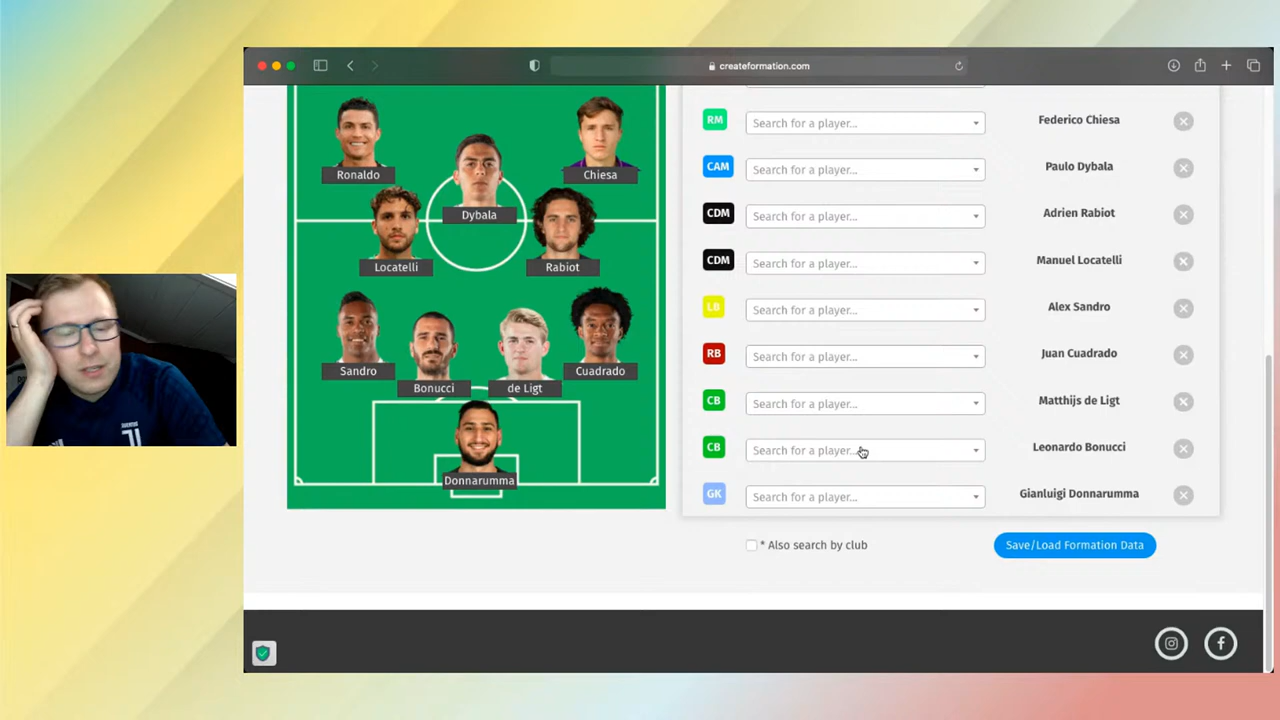 createformation.com
Ronaldo
Chiesa
Dybala
Locatelli
Rabiot
Sandro
Cuadrado
Bonucci
de Ligt
Donnarumma
RM Search for a player... Federico Chiesa
CAM Search for a player... Paulo Dybala
CDM Search for a player... Adrien Rabiot
CDM Search for a player... Manuel Locatelli
LB Search for a player... Alex Sandro
RB Search for a player... Juan Cuadrado
CB Search for a player... Matthijs de Ligt
CB Search for a player... Leonardo Bonucci
GK Search for a player... Gianluigi Donnarumma
* Also search by club
Save/Load Formation Data